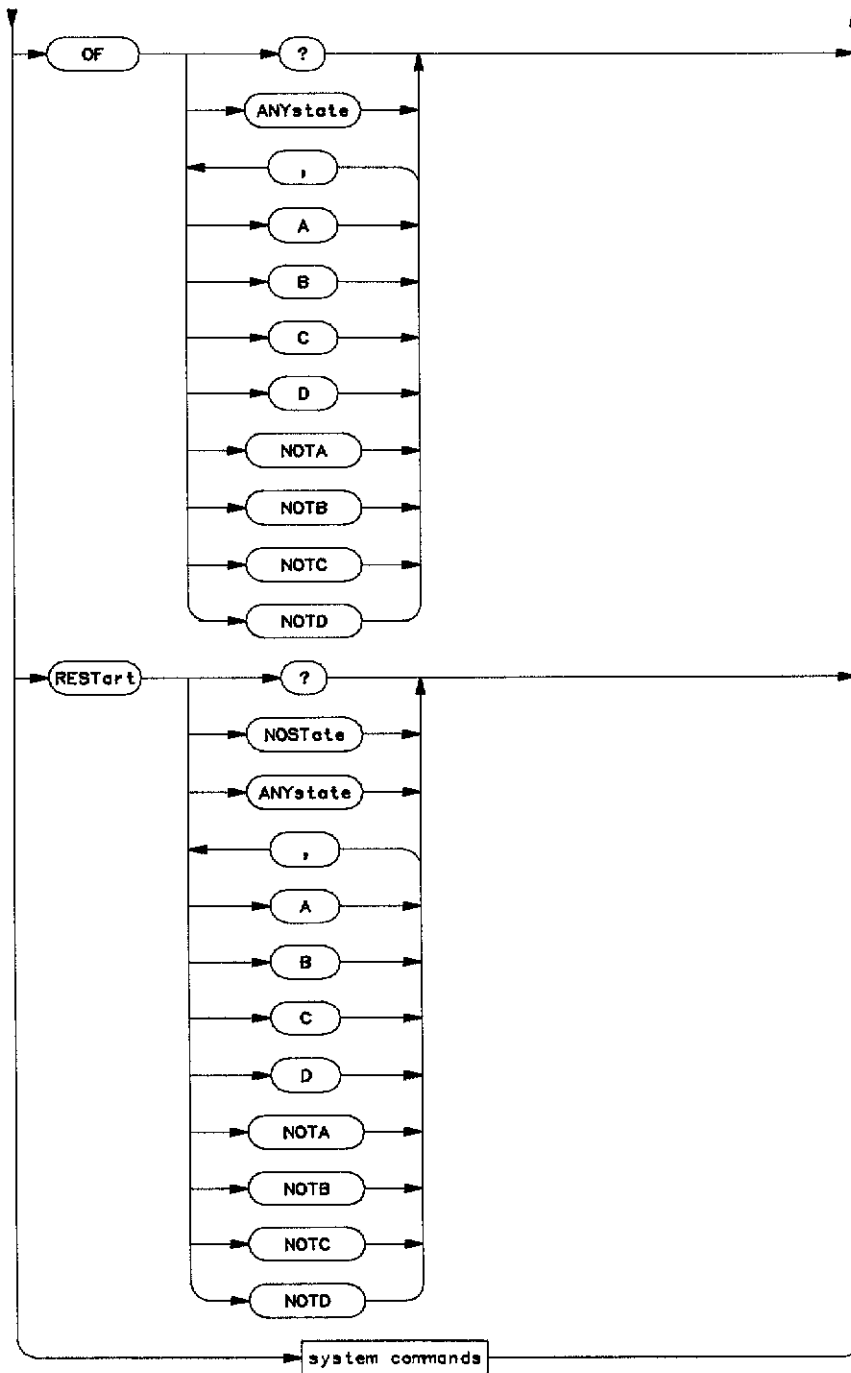 OF
?
ANYstate
,
A
B
C
D
NOTA
NOTB
NOTC
NOTD
RESTart
?
NOSTate
ANYstate
,
A
B
C
D
NOTA
NOTB
NOTC
NOTD
system commands